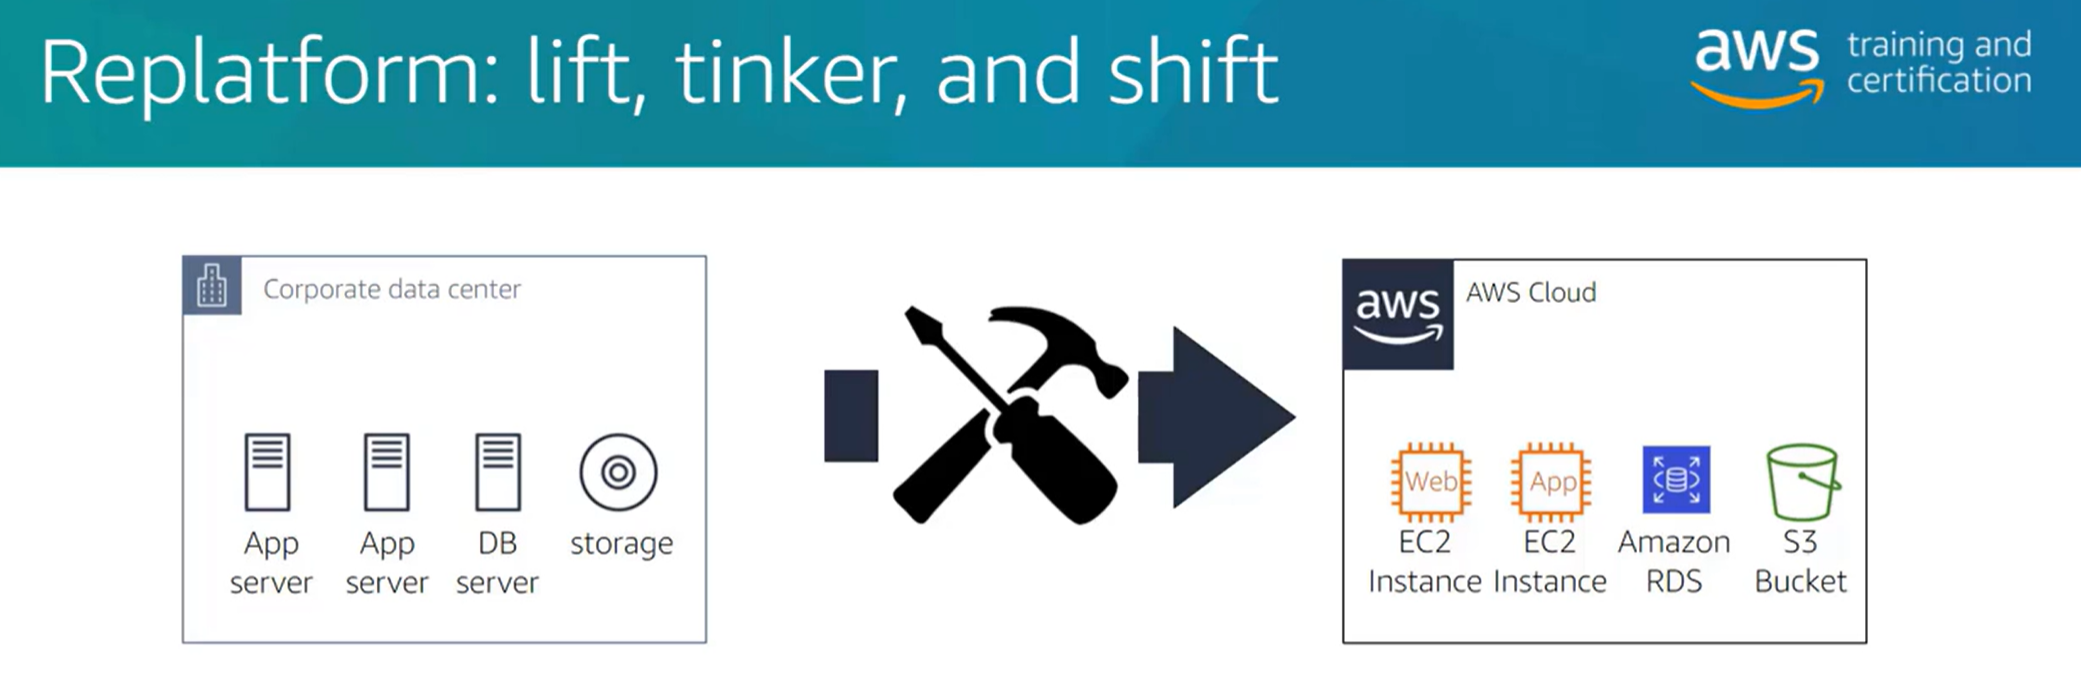 Replatform: lift, tinker, and shift
aws training and
certification
Corporate data center
App
server
App
server
DB
server
storage
aws
AWS Cloud
Web
EC2
Instance
App
EC2
Instance
Amazon
RDS
S3
Bucket